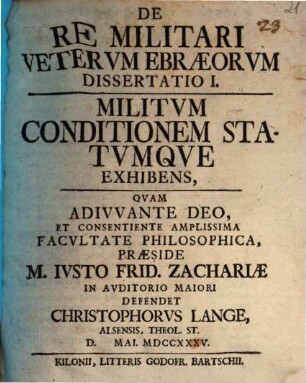 21
23
DE
RE MILITARI
VETERVM EBRÆORVM
DISSERTATIO I.
MILITVM
CONDITIONEM STA-
TVMQVE
EXHIBENS,
QVAM
ADIVVANTE DEO,
ET CONSENTIENTE AMPLISSIMA
FACVLTATE PHILOSOPHICA,
PRÆSIDE
M. IVSTO FRID. ZACHARIÆ
IN AVDITORIO MAIORI
DEFENDET
CHRISTOPHORVS LANGE,
ALSENSIS, THEOL. ST.
D. MAI. MDCCXXXV.
KILONII, LITTERIS GODOFR. BARTSCHII.